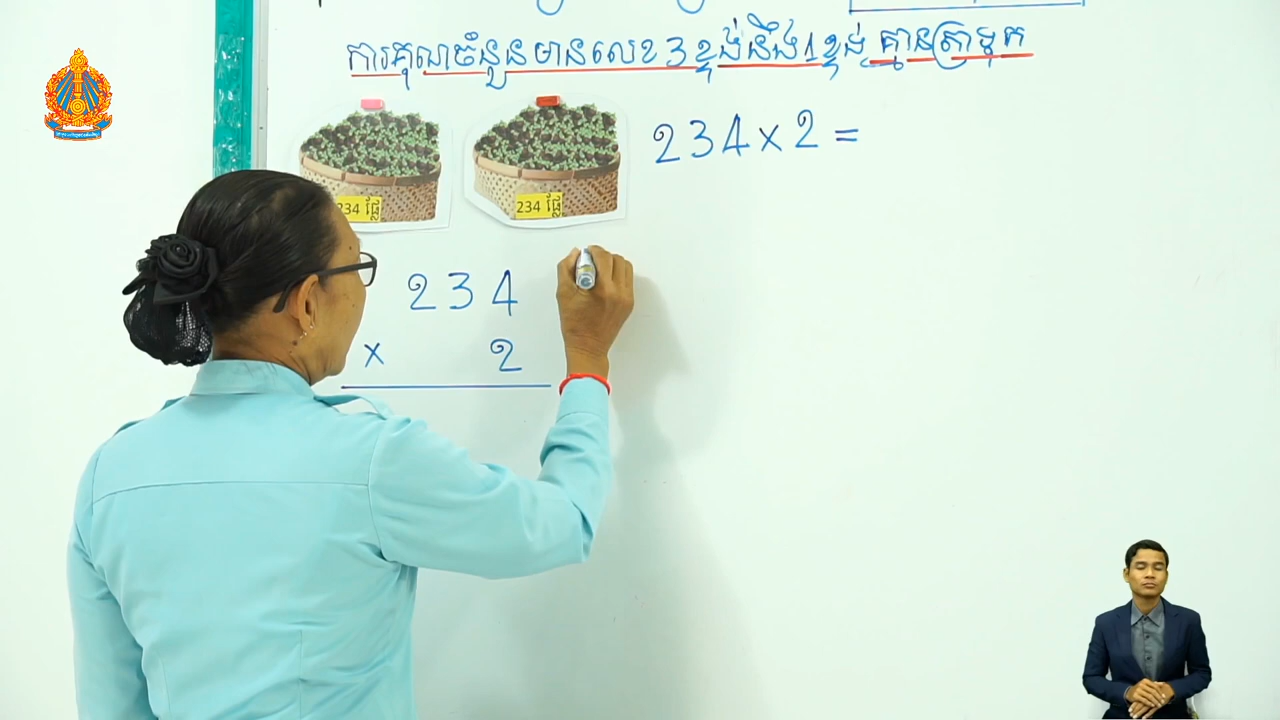 ការគុណចំនួនមានលេខ 3 ខ្ទង់នឹង 1 ខ្ទង់ គ្មានត្រាទុក
234 × 2 =
234 ផ្លែ
234 ផ្លែ
234
× 2